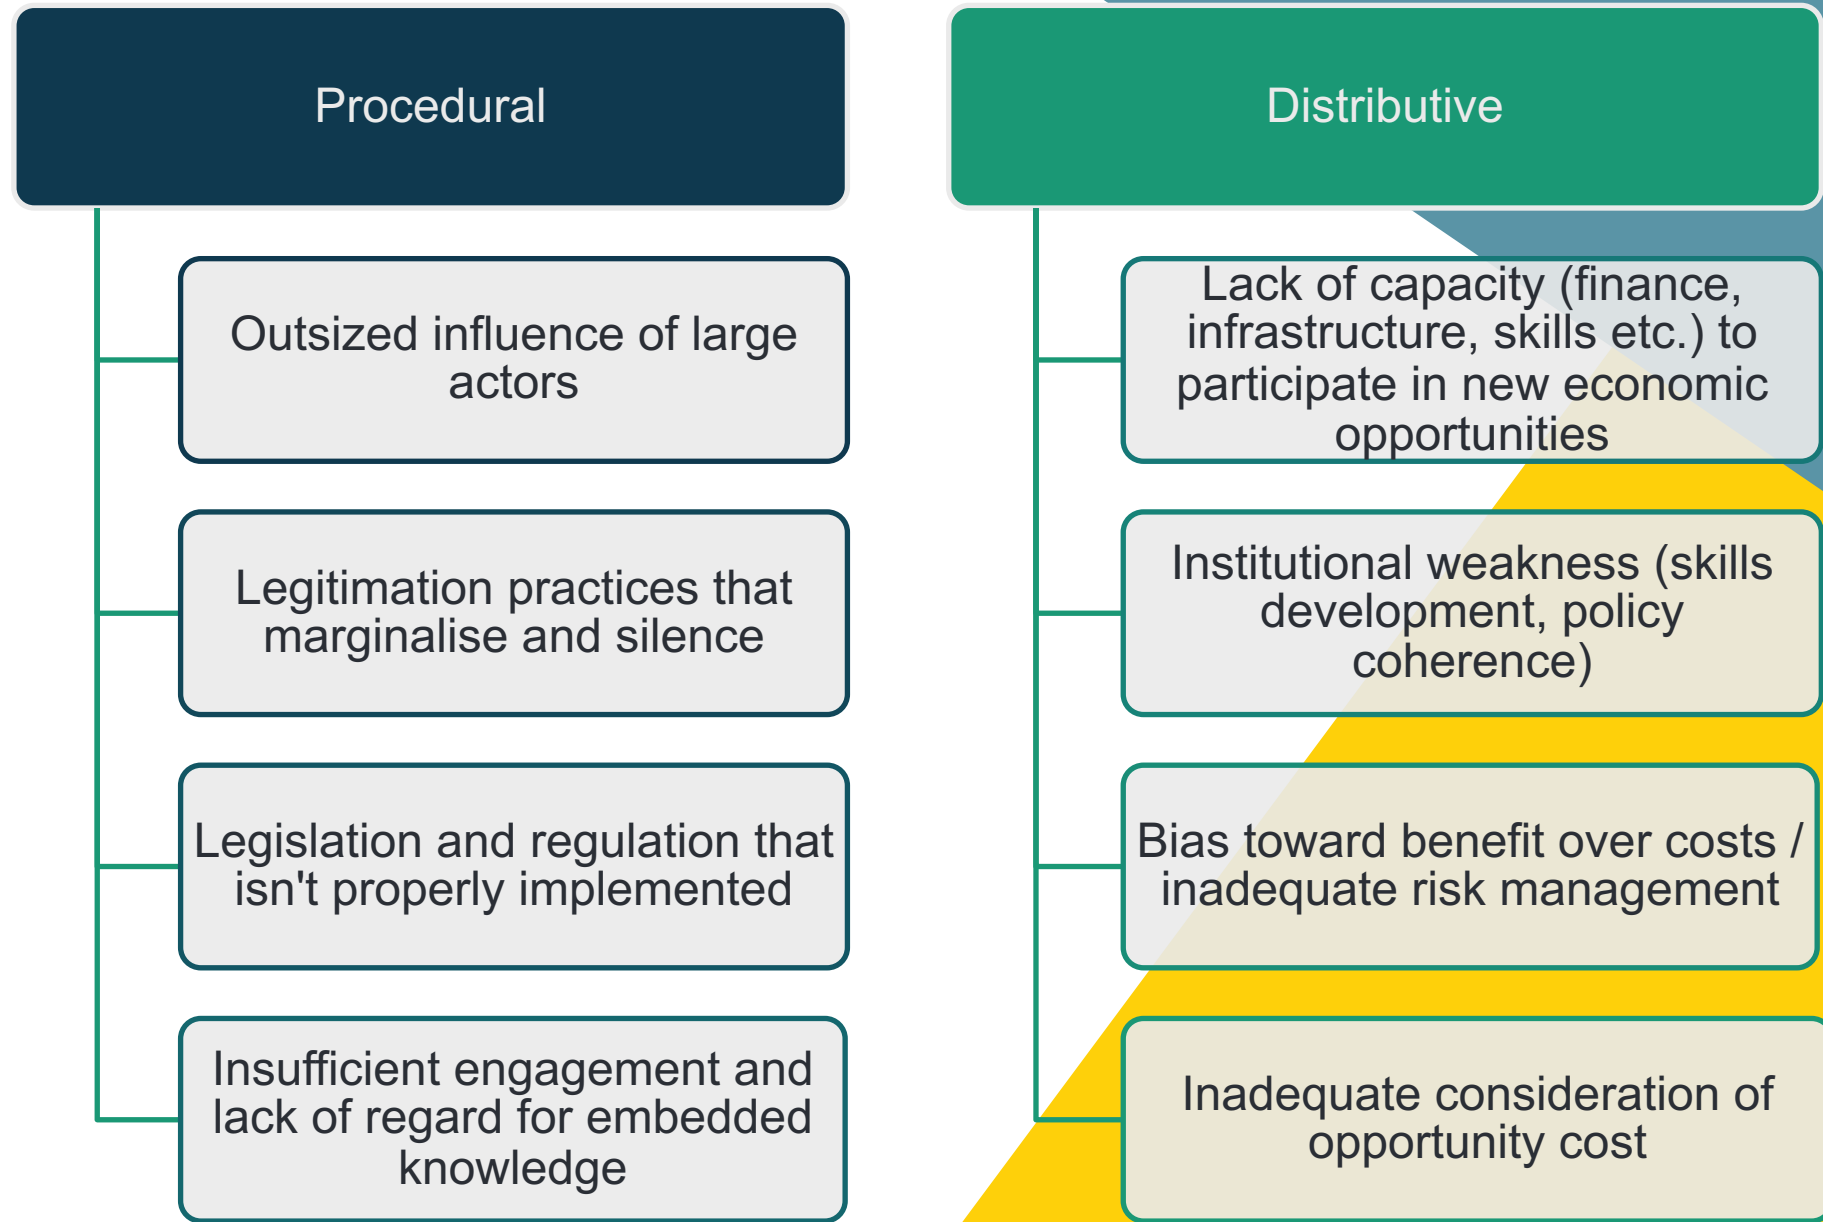 Procedural
Outsized influence of large
actors
Legitimation practices that
marginalise and silence
Legislation and regulation that
isn't properly implemented
Insufficient engagement and
lack of regard for embedded
knowledge
Distributive
Lack of capacity (finance,
infrastructure, skills etc.) to
participate in new economic
opportunities
Institutional weakness (skills
development, policy
coherence)
Bias toward benefit over costs /
inadequate risk management
Inadequate consideration of
opportunity cost